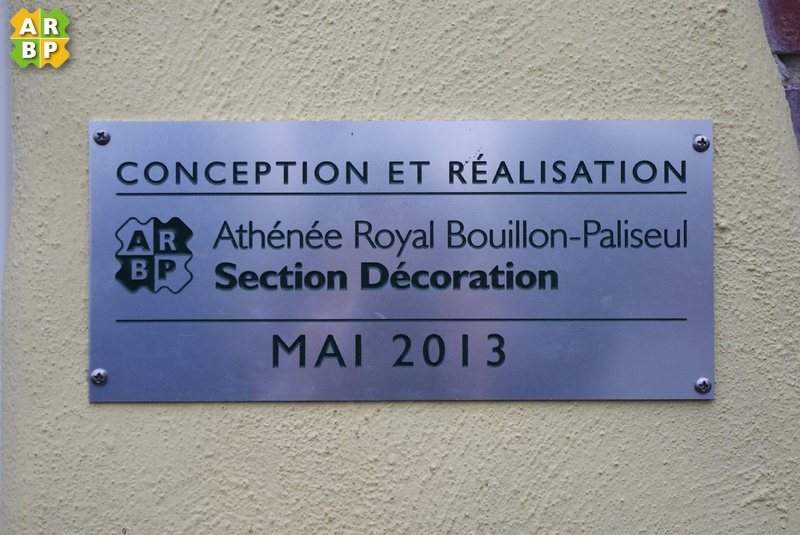 AR
BP
CONCEPTION ET RÉALISATION
AR
BP
Athénée Royal Bouillon-Paliseul
Section Décoration
MAI 2013